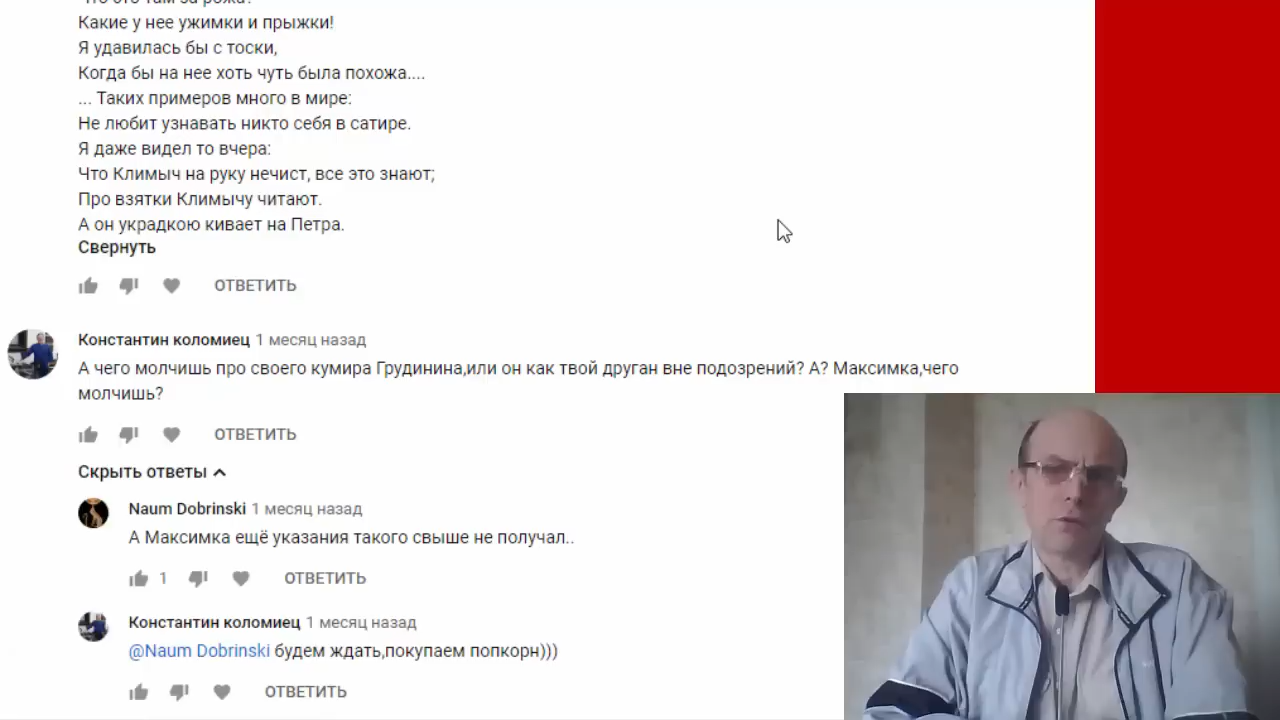 Что это там за рожа?
Какие у нее ужимки и прыжки!
Я удавилась бы с тоски,
Когда бы на нее хоть чуть была похожа....
... Таких примеров много в мире:
Не любит узнавать никто себя в сатире.
Я даже видел то вчера:
Что Климыч на руку нечист, все это знают;
Про взятки Климычу читают.
А он украдкою кивает на Петра.
Свернуть
ОТВЕТИТЬ
Константин коломиец 1 месяц назад
А чего молчишь про своего кумира Грудинина,или он как твой друган вне подозрений? А? Максимка,чего
молчишь?
ОТВЕТИТЬ
Скрыть ответы
Naum Dobrinski 1 месяц назад
А Максимка ещё указания такого свыше не получал..
1 ОТВЕТИТЬ
Константин коломиец 1 месяц назад
@Naum Dobrinski будем ждать,покупаем попкорн)))
ОТВЕТИТЬ